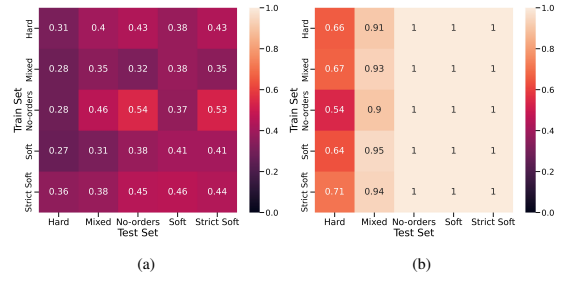 Train Set
Hard
0.31 0.4 0.43 0.38 0.43
Mixed
0.28 0.35 0.32 0.38 0.35
No-orders
0.28 0.46 0.54 0.37 0.53
Soft
0.27 0.31 0.38 0.41 0.41
Strict Soft
0.36 0.38 0.45 0.46 0.44
Hard Mixed No-orders Soft Strict Soft
Test Set
1.0
0.8
0.6
0.4
0.2
0.0
(a)
Train Set
Hard
0.66 0.91 1 1 1
Mixed
0.67 0.93 1 1 1
No-orders
0.54 0.9 1 1 1
Soft
0.64 0.95 1 1 1
Strict Soft
0.71 0.94 1 1 1
Hard Mixed No-orders Soft Strict Soft
Test Set
1.0
0.8
0.6
0.4
0.2
0.0
(b)